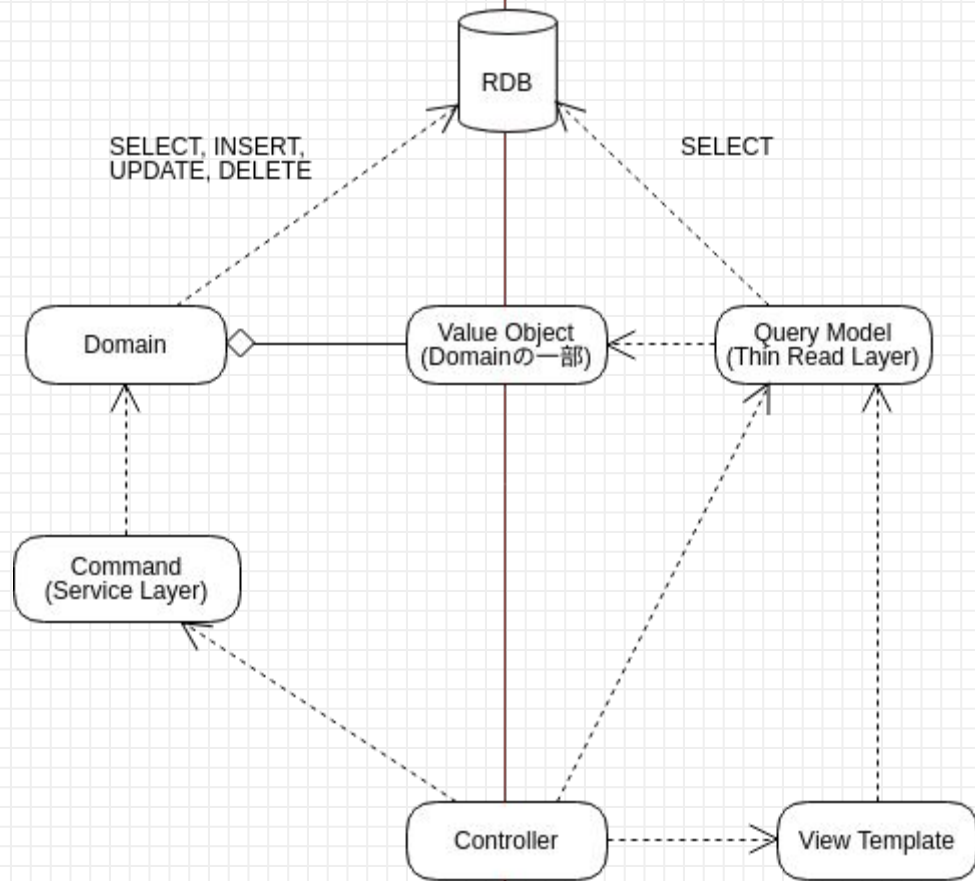 RDB
SELECT, INSERT,
UPDATE, DELETE
SELECT
Domain
Value Object
(Domainの一部)
Query Model
(Thin Read Layer)
Command
(Service Layer)
Controller
View Template